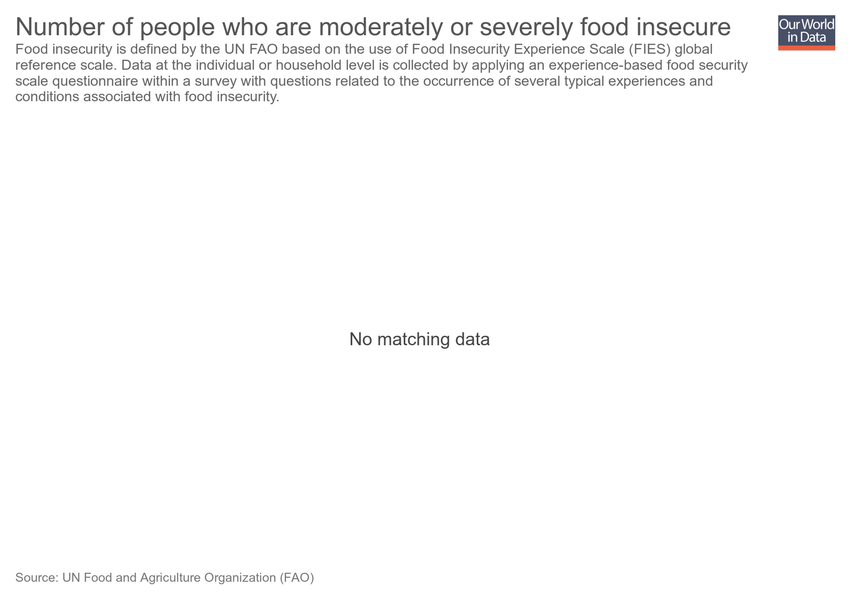 Number of people who are moderately or severely food insecure
Our World
in Data
Food insecurity is defined by the UN FAO based on the use of Food Insecurity Experience Scale (FIES) global
reference scale. Data at the individual or household level is collected by applying an experience-based food security
scale questionnaire within a survey with questions related to the occurrence of several typical experiences and
conditions associated with food insecurity.
No matching data
Source: UN Food and Agriculture Organization (FAO)